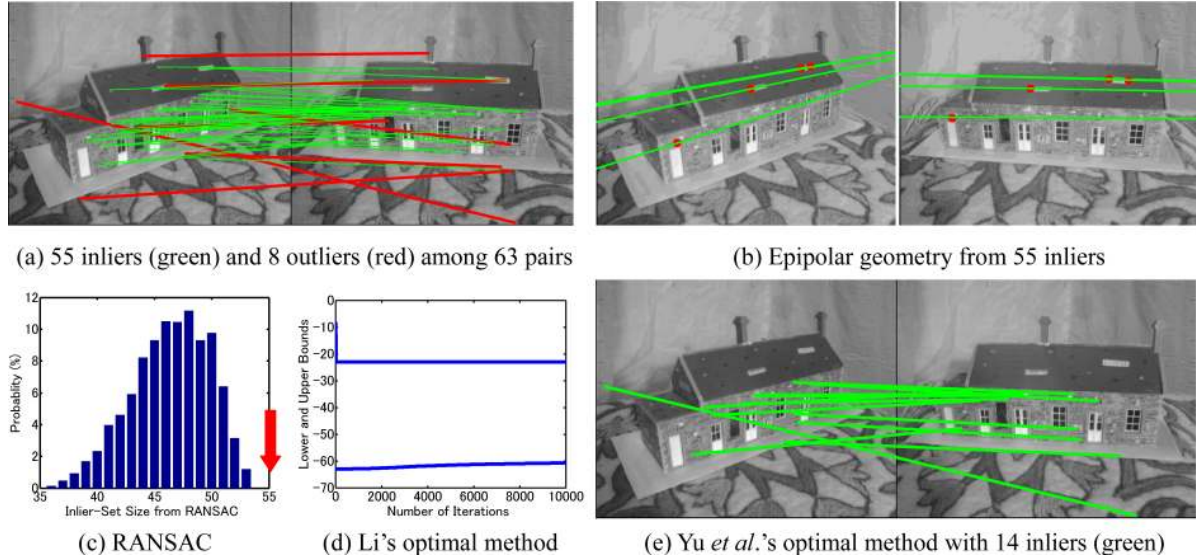 (a) 55 inliers (green) and 8 outliers (red) among 63 pairs
(b) Epipolar geometry from 55 inliers
12
10
8
6
4
2
0
Probablity (%)
35
40
45
50
55
Inlier-Set Size from RANSAC
(c) RANSAC
0
-10
-20
-30
-40
-50
-60
-70
Lower and Upper Bounds
0
2000
4000
6000
8000
10000
Number of Iterations
(d) Li's optimal method
(e) Yu et al.'s optimal method with 14 inliers (green)